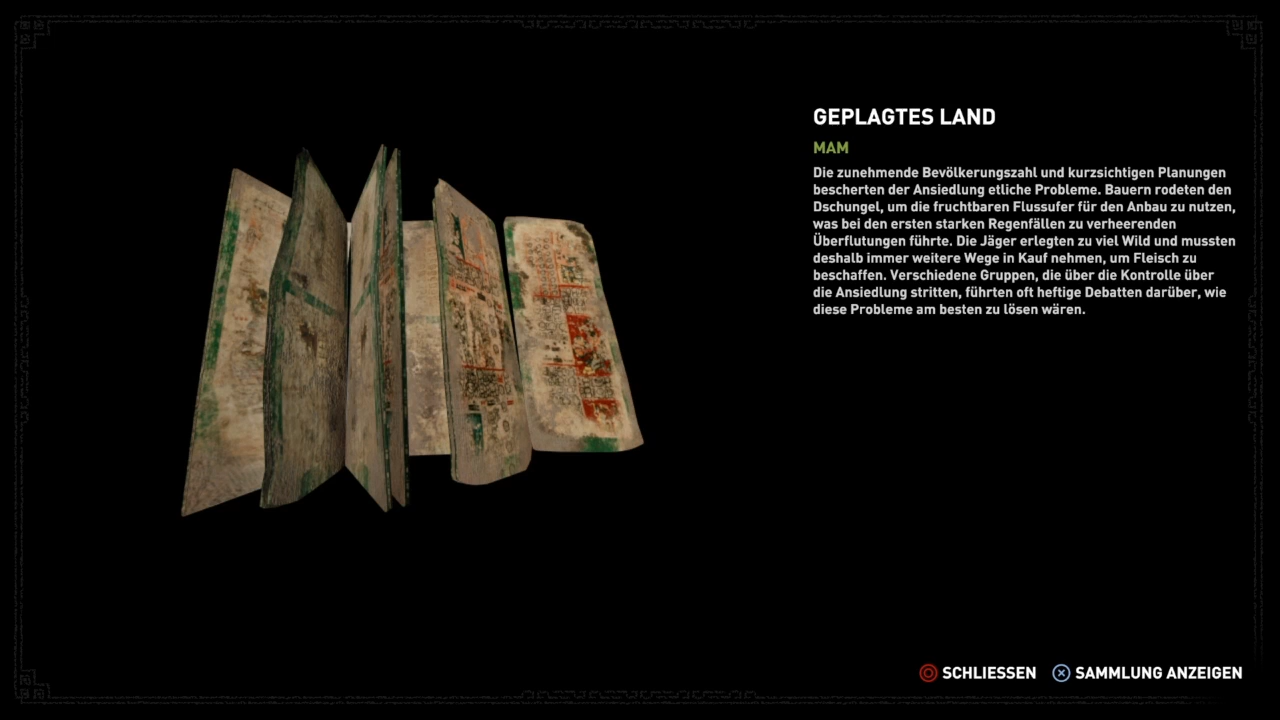 GEPLAGTES LAND
MAM
Die zunehmende Bevölkerungszahl und kurzsichtigen Planungen
bescherten der Ansiedlung etliche Probleme. Bauern rodeten den
Dschungel, um die fruchtbaren Flussufer für den Anbau zu nutzen,
was bei den ersten starken Regenfällen zu verheerenden
Überflutungen führte. Die Jäger erlegten zu viel Wild und mussten
deshalb immer weitere Wege in Kauf nehmen, um Fleisch zu
beschaffen. Verschiedene Gruppen, die über die Kontrolle über
die Ansiedlung stritten, führten oft heftige Debatten darüber, wie
diese Probleme am besten zu lösen wären.
SCHLIESSEN SAMMLUNG ANZEIGEN